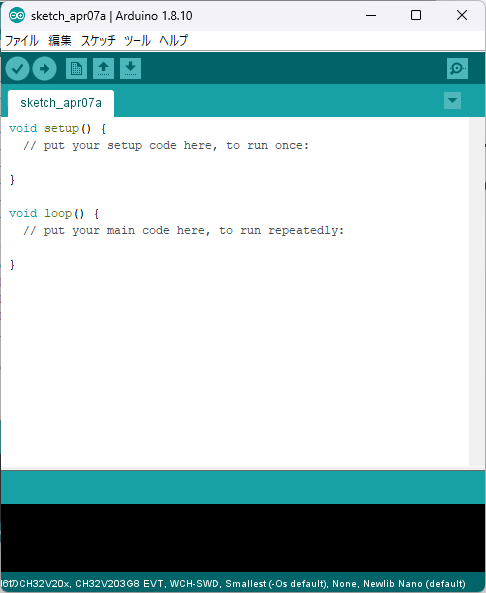 sketch_apr07a | Arduino 1.8.10
ファイル 編集 スケッチ ツール ヘルプ
sketch_apr07a
void setup() {
  // put your setup code here, to run once:
}
void loop() {
  // put your main code here, to run repeatedly:
}
CH32V20x, CH32V203G8 EVT, WCH-SWD, Smallest (-Os default), None, Newlib Nano (default)